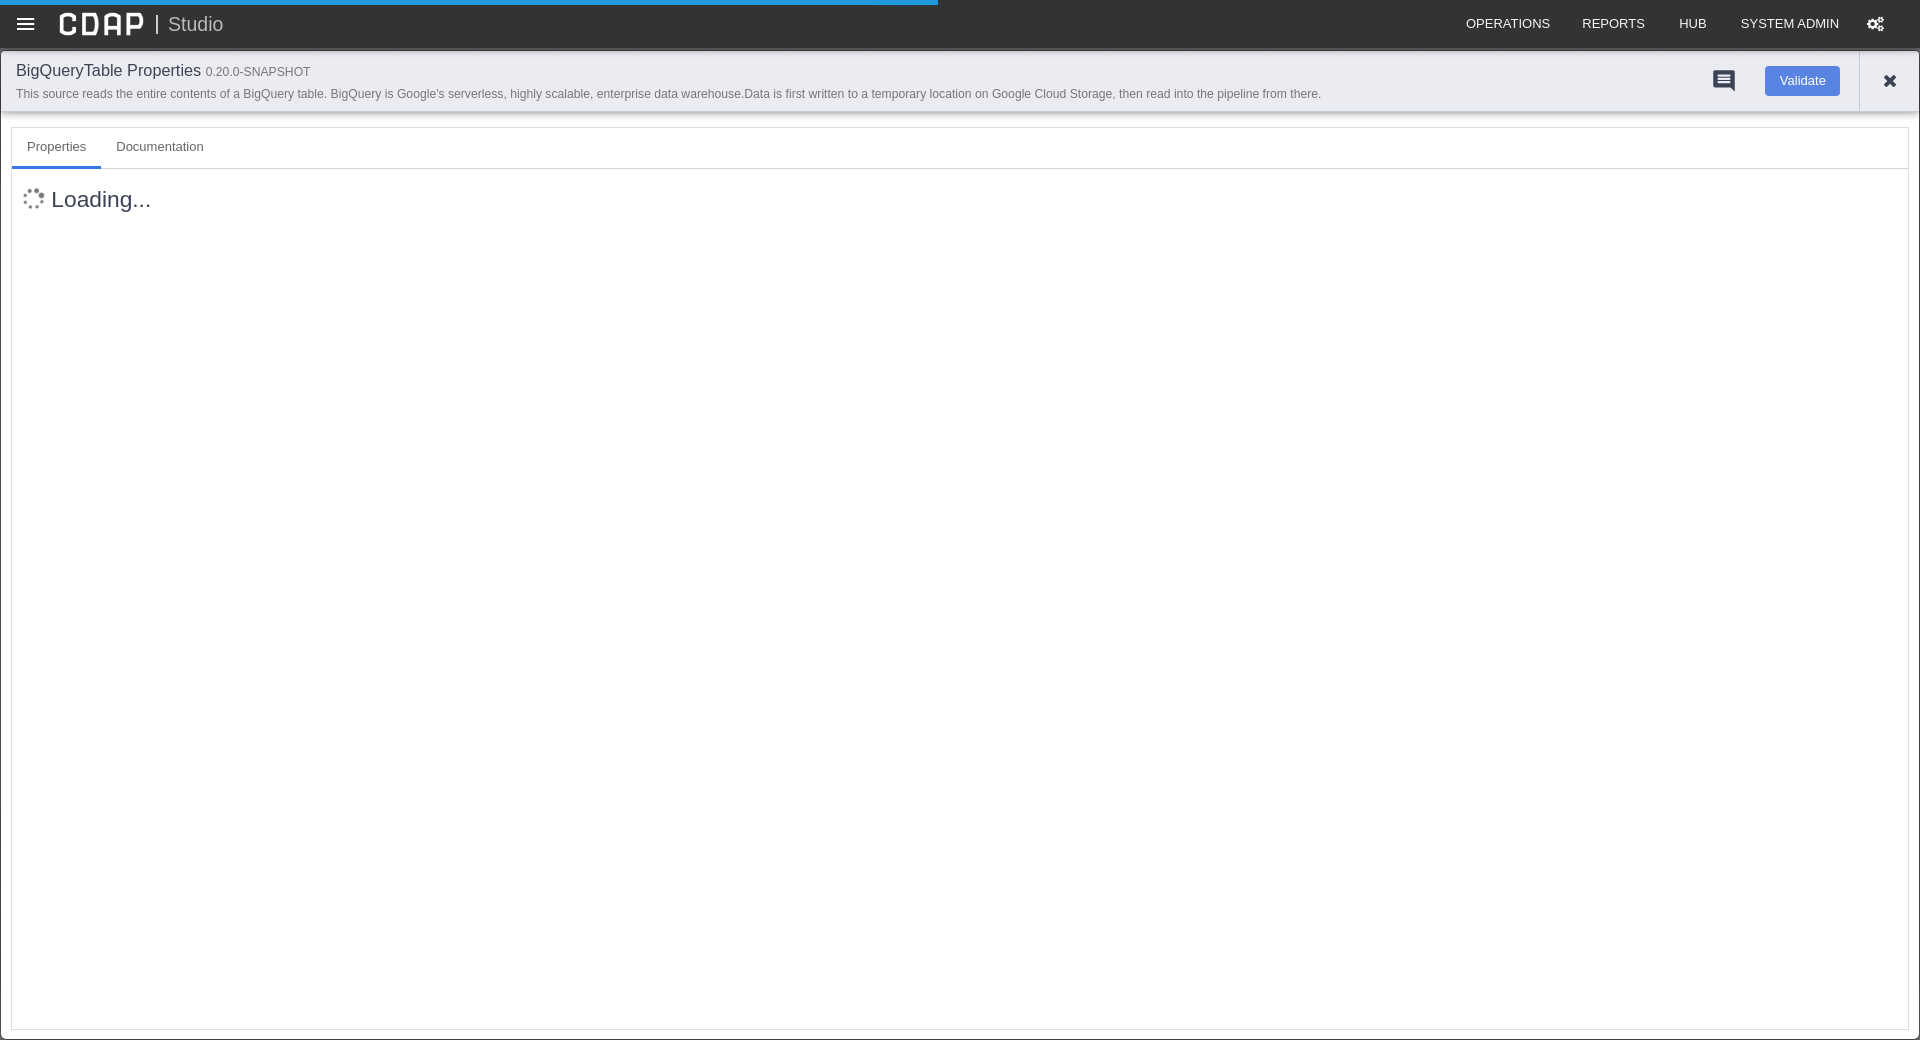 CDAP | Studio OPERATIONS REPORTS HUB SYSTEM ADMIN
BigQueryTable Properties 0.20.0-SNAPSHOT
Validate
This source reads the entire contents of a BigQuery table. BigQuery is Google's serverless, highly scalable, enterprise data warehouse.Data is first written to a temporary location on Google Cloud Storage, then read into the pipeline from there.
Properties Documentation
Loading...